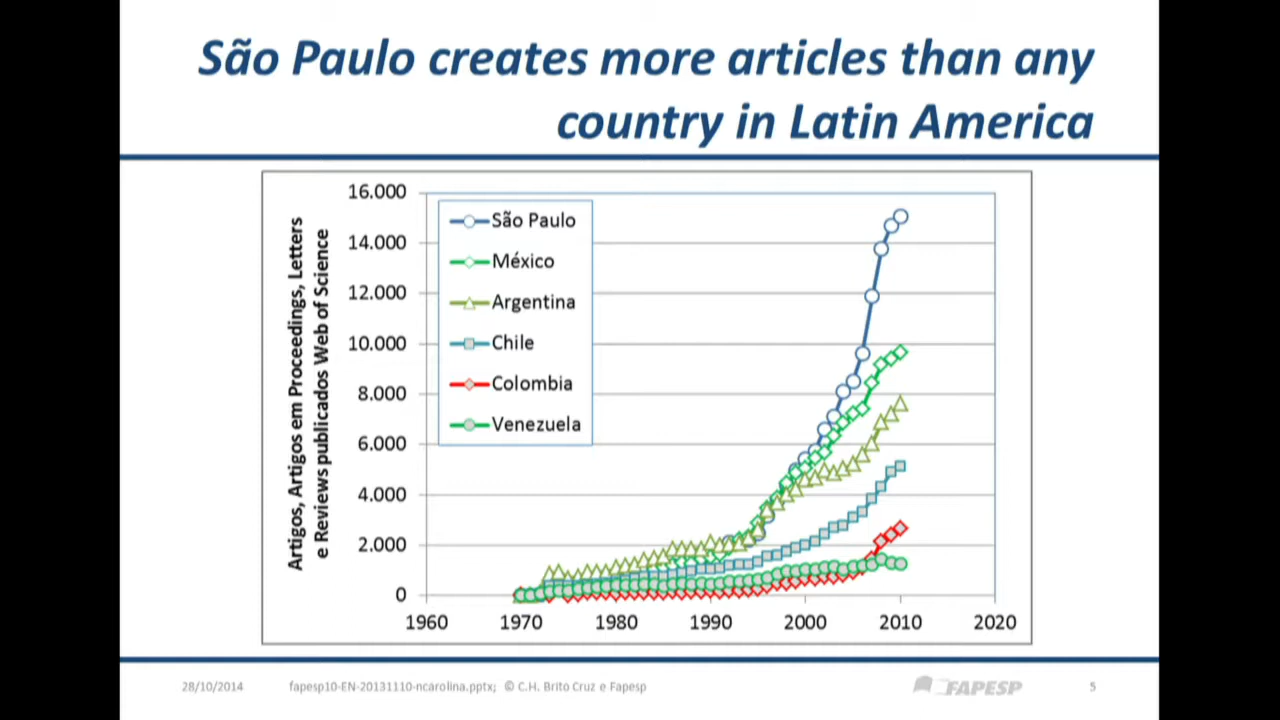 São Paulo creates more articles than any
country in Latin America
Artigos, Artigos em Proceedings, Letters
e Reviews publicados Web of Science
16.000
14.000
12.000
10.000
8.000
6.000
4.000
2.000
0
São Paulo
México
Argentina
Chile
Colombia
Venezuela
1960 1970 1980 1990 2000 2010 2020
28/10/2014 fapesp10-EN-20131110-ncarolina.pptx; © C.H. Brito Cruz e Fapesp FAPESP 5